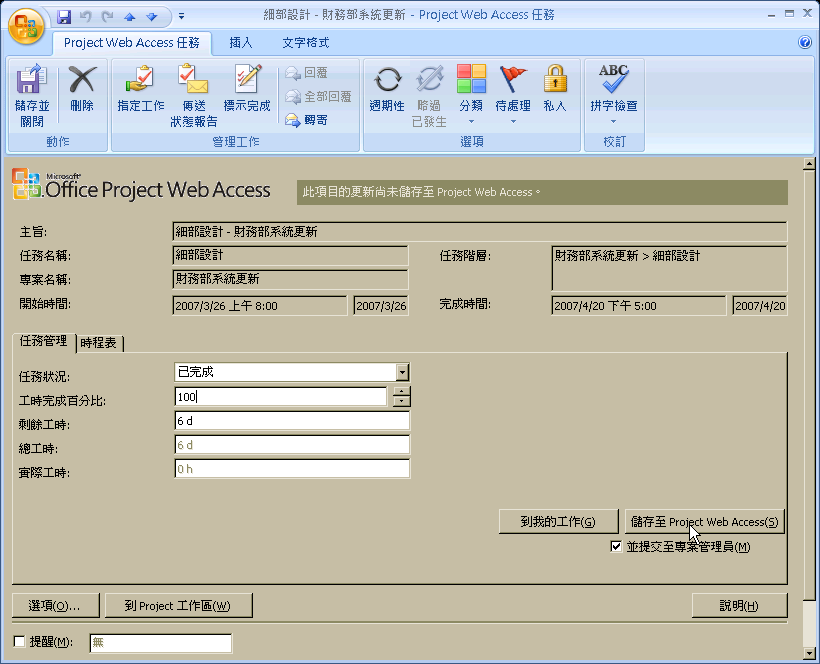 細部設計 - 財務部系統更新 - Project Web Access 任務
Project Web Access 任務 插入 文字格式
儲存並關閉 刪除 指定工作 傳送狀態報告 標示完成 回覆 全部回覆 轉寄 週期性 略過已發生 分類 待處理 私人 ABC 拼字檢查
動作 管理工作 選項 校訂
Microsoft®
Office Project Web Access 此項目的更新尚未儲存至 Project Web Access。
主旨: 細部設計 - 財務部系統更新
任務名稱: 細部設計 任務階層: 財務部系統更新 > 細部設計
專案名稱: 財務部系統更新
開始時間: 2007/3/26 上午 8:00 2007/3/26 完成時間: 2007/4/20 下午 5:00 2007/4/20
任務管理 時程表
任務狀況: 已完成
工時完成百分比: 100
剩餘工時: 6 d
總工時: 6 d
實際工時: 0 h
到我的工作(G) 儲存至 Project Web Access(S)
並提交至專案管理員(M)
選項(O)... 到 Project 工作區(W) 說明(H)
提醒(M): 無